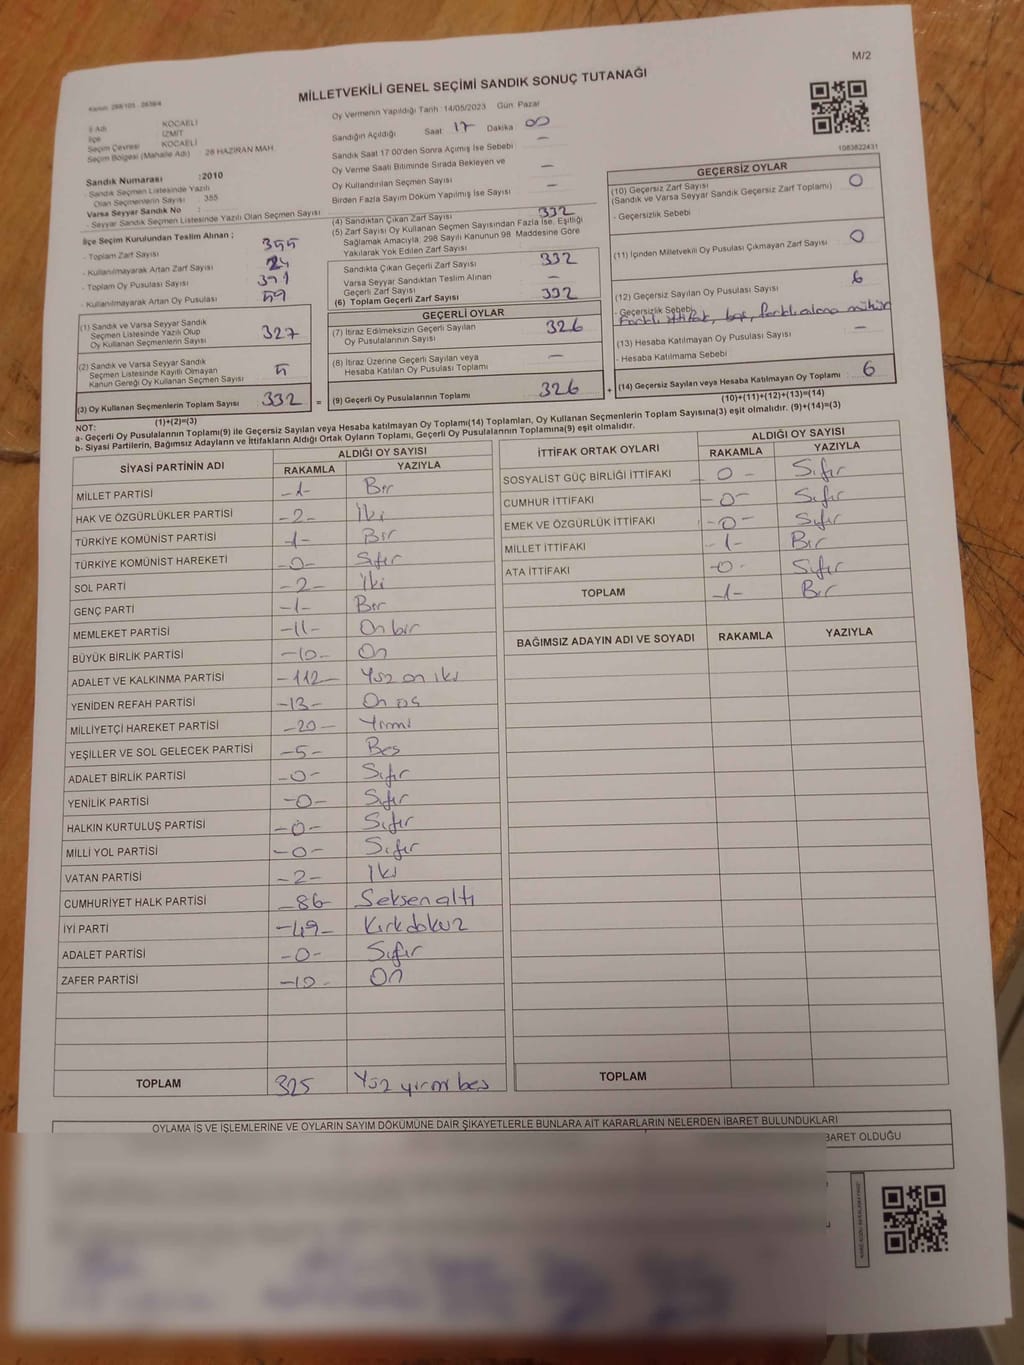 M/2
MİLLETVEKİLİ GENEL SEÇİMİ SANDIK SONUÇ TUTANAĞI
İl Adı KOCAELİ
İlçe İZMİT
Seçim Çevresi KOCAELİ
Seçim Bölgesi (Mahalle Adı) 28 HAZİRAN MAH.
Sandık Numarası :2010
- Sandık Seçmen Listesinde Yazılı
Olan Seçmenlerin Sayısı : 355
Varsa Seyyar Sandık No :
- Seyyar Sandık Seçmen Listesinde Yazılı Olan Seçmen Sayısı
İlçe Seçim Kurulundan Teslim Alınan ;
- Toplam Zarf Sayısı 355
- Kullanılmayarak Artan Zarf Sayısı 24
- Toplam Oy Pusulası Sayısı 391
- Kullanılmayarak Artan Oy Pusulası 59
(1) Sandık ve Varsa Seyyar Sandık
Seçmen Listesinde Yazılı Olup
Oy Kullanan Seçmenlerin Sayısı 327
(2) Sandık ve Varsa Seyyar Sandık
Seçmen Listesinde Kayıtlı Olmayan
Kanun Gereği Oy Kullanan Seçmen Sayısı 5
(3) Oy Kullanan Seçmenlerin Toplam Sayısı 332 =
(1)+(2)=(3)
Oy Vermenin Yapıldığı Tarih :14/05/2023 Gün: Pazar
Sandığın Açıldığı Saat 17 Dakika 00
Sandık Saat 17:00'den Sonra Açımış İse Sebebi —
Oy Verme Saati Bitiminde Sırada Bekleyen ve
Oy Kullandırılan Seçmen Sayısı —
Birden Fazla Sayım Döküm Yapılmış İse Sayısı —
(4) Sandıktan Çıkan Zarf Sayısı 332
(5) Zarf Sayısı Oy Kullanan Seçmen Sayısından Fazla İse, Eşitliği
Sağlamak Amacıyla, 298 Sayılı Kanunun 98. Maddesine Göre
Yakılarak Yok Edilen Zarf Sayısı
Sandıkta Çıkan Geçerli Zarf Sayısı 332
Varsa Seyyar Sandıktan Teslim Alınan
Geçerli Zarf Sayısı —
(6) Toplam Geçerli Zarf Sayısı 332
GEÇERLİ OYLAR
(7) İtiraz Edilmeksizin Geçerli Sayılan
Oy Pusulalarının Sayısı 326
(8) İtiraz Üzerine Geçerli Sayılan veya
Hesaba Katılan Oy Pusulası Toplamı —
(9) Geçerli Oy Pusulalarının Toplamı 326 +
1083822431
GEÇERSİZ OYLAR
(10) Geçersiz Zarf Sayısı 0
(Sandık ve Varsa Seyyar Sandık Geçersiz Zarf Toplamı)
- Geçersizlik Sebebi
(11) İçinden Milletvekili Oy Pusulası Çıkmayan Zarf Sayısı 0
(12) Geçersiz Sayılan Oy Pusulası Sayısı 6
- Geçersizlik Sebebi
Farklı ittifak, boş, farklı alana mühür
(13) Hesaba Katılmayan Oy Pusulası Sayısı —
- Hesaba Katılmama Sebebi
(14) Geçersiz Sayılan veya Hesaba Katılmayan Oy Toplamı 6
(10)+(11)+(12)+(13)=(14)
NOT:
a- Geçerli Oy Pusulalarının Toplamı(9) ile Geçersiz Sayılan veya Hesaba katılmayan Oy Toplamı(14) Toplamları, Oy Kullanan Seçmenlerin Toplam Sayısına(3) eşit olmalıdır. (9)+(14)=(3)
b- Siyasi Partilerin, Bağımsız Adayların ve İttifakların Aldığı Ortak Oyların Toplamı, Geçerli Oy Pusulalarının Toplamına(9) eşit olmalıdır.
SİYASİ PARTİNİN ADI ALDIĞI OY SAYISI
RAKAMLA YAZIYLA
MİLLET PARTİSİ -1- Bir
HAK VE ÖZGÜRLÜKLER PARTİSİ -2- İki
TÜRKİYE KOMÜNİST PARTİSİ -1- Bir
TÜRKİYE KOMÜNİST HAREKETİ -0- Sıfır
SOL PARTİ -2- İki
GENÇ PARTİ -1- Bir
MEMLEKET PARTİSİ -11- On bir
BÜYÜK BİRLİK PARTİSİ -10- On
ADALET VE KALKINMA PARTİSİ -112- Yüz on iki
YENİDEN REFAH PARTİSİ -13- On üç
MİLLİYETÇİ HAREKET PARTİSİ -20- Yirmi
YEŞİLLER VE SOL GELECEK PARTİSİ -5- Beş
ADALET BİRLİK PARTİSİ -0- Sıfır
YENİLİK PARTİSİ -0- Sıfır
HALKIN KURTULUŞ PARTİSİ -0- Sıfır
MİLLİ YOL PARTİSİ -0- Sıfır
VATAN PARTİSİ -2- İki
CUMHURİYET HALK PARTİSİ -86- Seksen altı
İYİ PARTİ -49- Kırk dokuz
ADALET PARTİSİ -0- Sıfır
ZAFER PARTİSİ -10- On
TOPLAM 325 Yüz yirmi beş
İTTİFAK ORTAK OYLARI ALDIĞI OY SAYISI
RAKAMLA YAZIYLA
SOSYALİST GÜÇ BİRLİĞİ İTTİFAKI 0- Sıfır
CUMHUR İTTİFAKI -0- Sıfır
EMEK VE ÖZGÜRLÜK İTTİFAKI -0- Sıfır
MİLLET İTTİFAKI -1- Bir
ATA İTTİFAKI -0- Sıfır
TOPLAM -1- Bir
BAĞIMSIZ ADAYIN ADI VE SOYADI RAKAMLA YAZIYLA
TOPLAM
OYLAMA İŞ VE İŞLEMLERİNE VE OYLARIN SAYIM DÖKÜMÜNE DAİR ŞİKAYETLERLE BUNLARA AİT KARARLARIN NELERDEN İBARET BULUNDUKLARI
BARET OLDUĞU